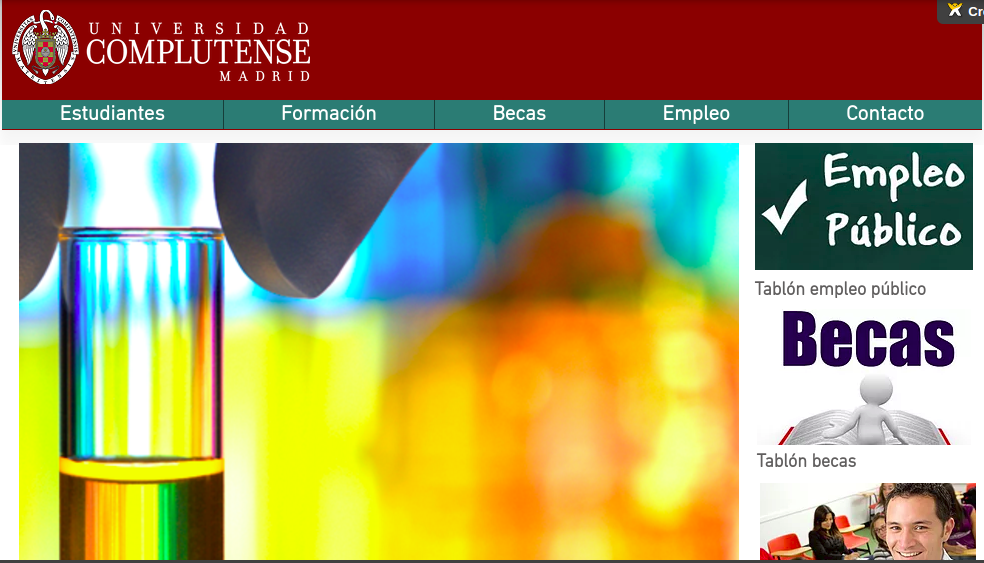 UNIVERSIDAD
COMPLUTENSE
MADRID
Cr
Estudiantes Formación Becas Empleo Contacto
Empleo
Público
Tablón empleo público
Becas
Tablón becas